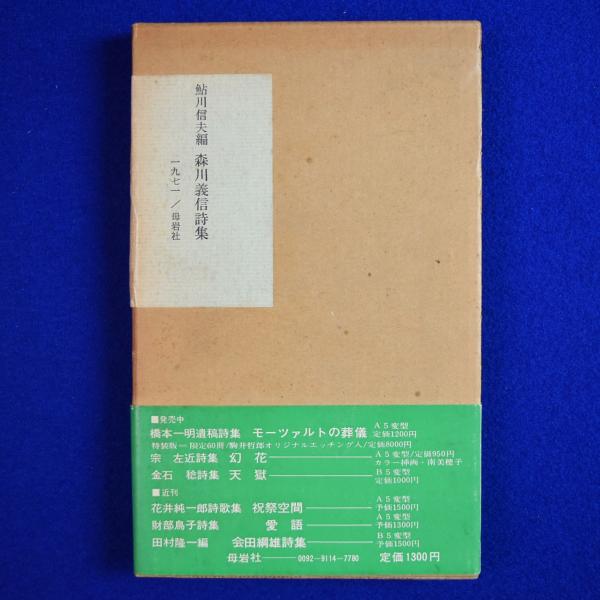 鮎川信夫編 森川義信詩集
一九七一/母岩社
■発売中
橋本一明遺稿詩集 モーツァルトの葬儀 A5変型 定価1200円
特装版━限定60冊/駒井哲郎オリジナルエッチング入/定価8000円
宗 左近詩集 幻 花 A5変型/定価950円 カラー挿画・南美穂子
金石 稔詩集 天 獄 B5変型 定価1000円
■近刊
花井純一郎詩歌集 祝祭空間 A5変型 予価1500円
財部鳥子詩集 愛 語 A5変型 予価1300円
田村隆一編 会田綱雄詩集 B5変型 予価1500円
母岩社 0092-9114-7780 定価1300円